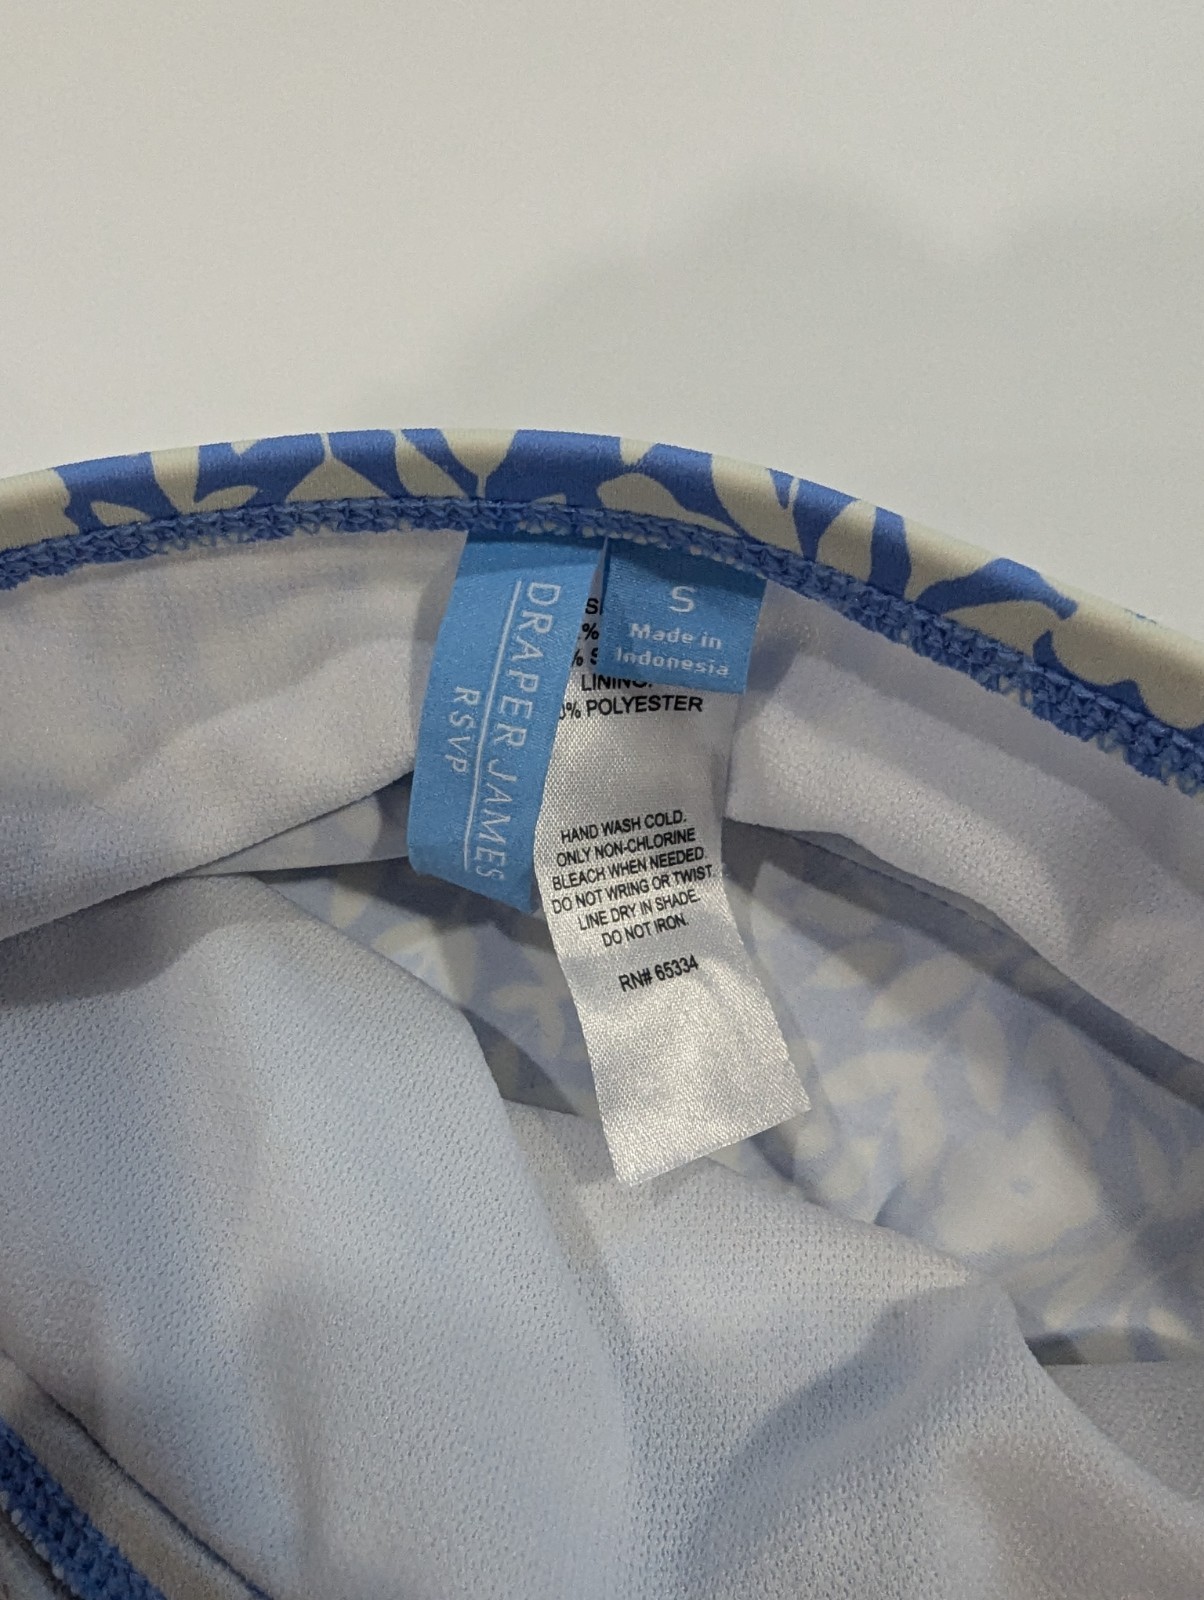 DRAPER JAMES
RSVP
S
Made in
Indonesia
%
%
LINING:
% POLYESTER
HAND WASH COLD.
ONLY NON-CHLORINE
BLEACH WHEN NEEDED.
DO NOT WRING OR TWIST.
LINE DRY IN SHADE.
DO NOT IRON.
RN# 65334